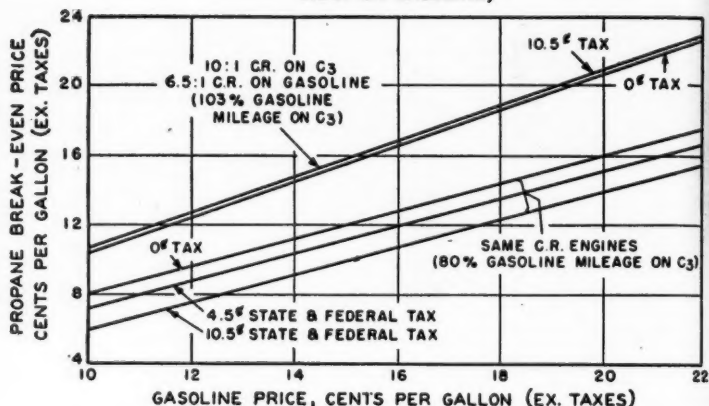 24
20
16
12
8
4
PROPANE BREAK-EVEN PRICE
CENTS PER GALLON (EX. TAXES)
10:1 C.R. ON C3
6.5:1 C.R. ON GASOLINE
(103% GASOLINE
MILEAGE ON C3)
10.5¢ TAX
0¢ TAX
0¢ TAX
SAME C.R. ENGINES
(80% GASOLINE MILEAGE ON C3)
4.5¢ STATE & FEDERAL TAX
10.5¢ STATE & FEDERAL TAX
10 12 14 16 18 20 22
GASOLINE PRICE, CENTS PER GALLON (EX. TAXES)